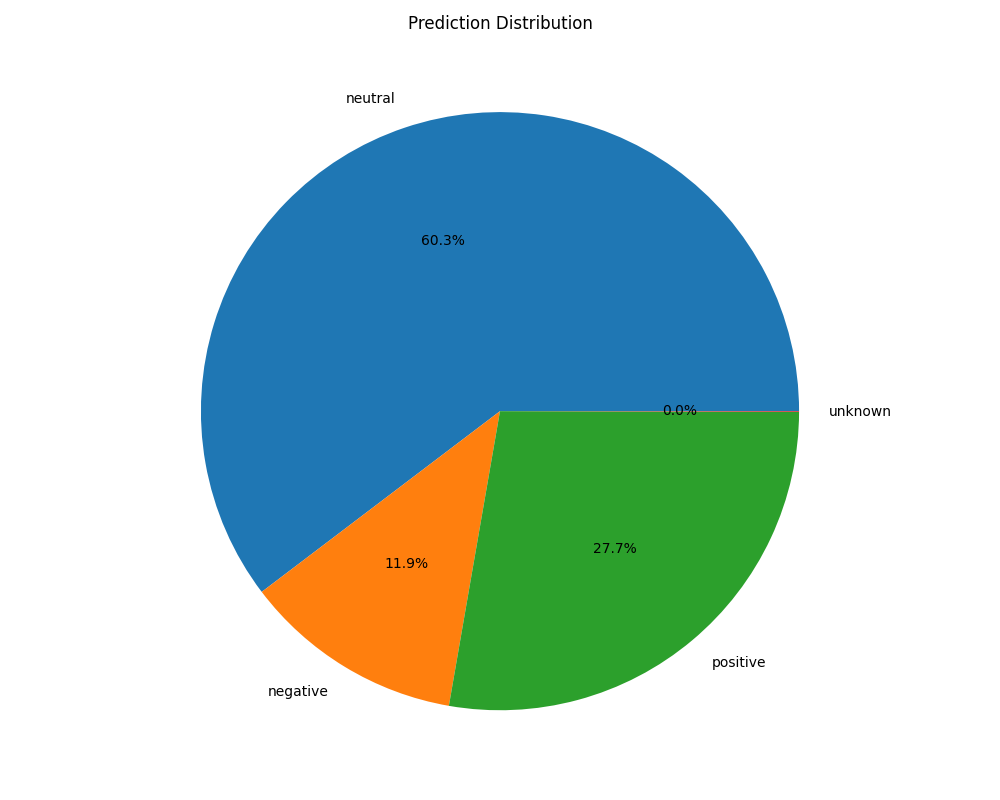 Prediction Distribution
neutral
60.3%
0.0%
unknown
27.7%
11.9%
positive
negative